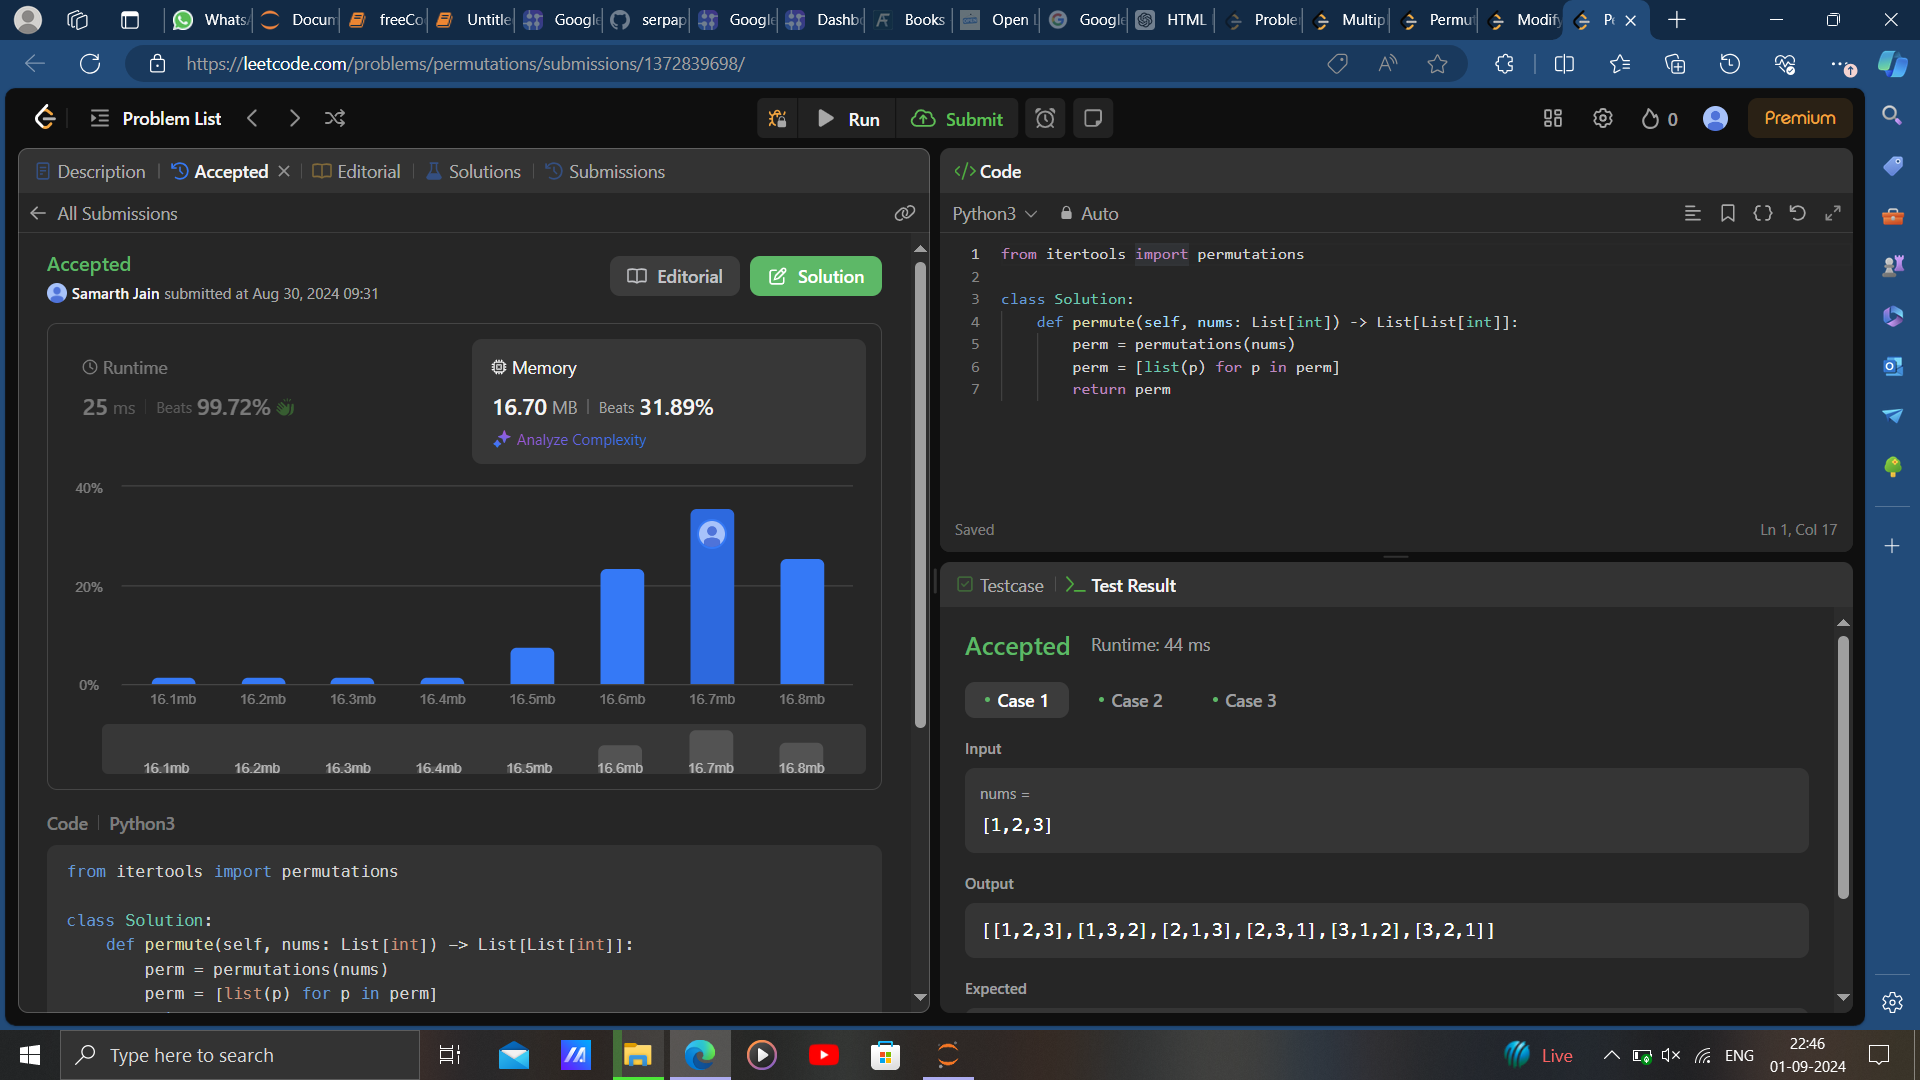 Whats
Docum
freeCo
Untitle
Google
serpap
Google
Dashbo
Books
Open
Google
HTML
Proble
Multip
Permut
Modify
https://leetcode.com/problems/permutations/submissions/1372839698/
Problem List
Run
Submit
0
Premium
Description
Accepted
Editorial
Solutions
Submissions
All Submissions
Accepted
Samarth Jain submitted at Aug 30, 2024 09:31
Editorial
Solution
Runtime
25 ms
Beats 99.72%
Memory
16.70 MB
Beats 31.89%
Analyze Complexity
40%
20%
0%
16.1mb 16.2mb 16.3mb 16.4mb 16.5mb 16.6mb 16.7mb 16.8mb
16.1mb 16.2mb 16.3mb 16.4mb 16.5mb 16.6mb 16.7mb 16.8mb
Code Python3
from itertools import permutations
class Solution:
def permute(self, nums: List[int]) -> List[List[int]]:
perm = permutations(nums)
perm = [list(p) for p in perm]
</> Code
Python3
Auto
1 from itertools import permutations
2
3 class Solution:
4 def permute(self, nums: List[int]) -> List[List[int]]:
5 perm = permutations(nums)
6 perm = [list(p) for p in perm]
7 return perm
Saved
Ln 1, Col 17
Testcase
Test Result
Accepted Runtime: 44 ms
Case 1
Case 2
Case 3
Input
nums =
[1,2,3]
Output
[[1,2,3],[1,3,2],[2,1,3],[2,3,1],[3,1,2],[3,2,1]]
Expected
Type here to search
Live
ENG
22:46
01-09-2024